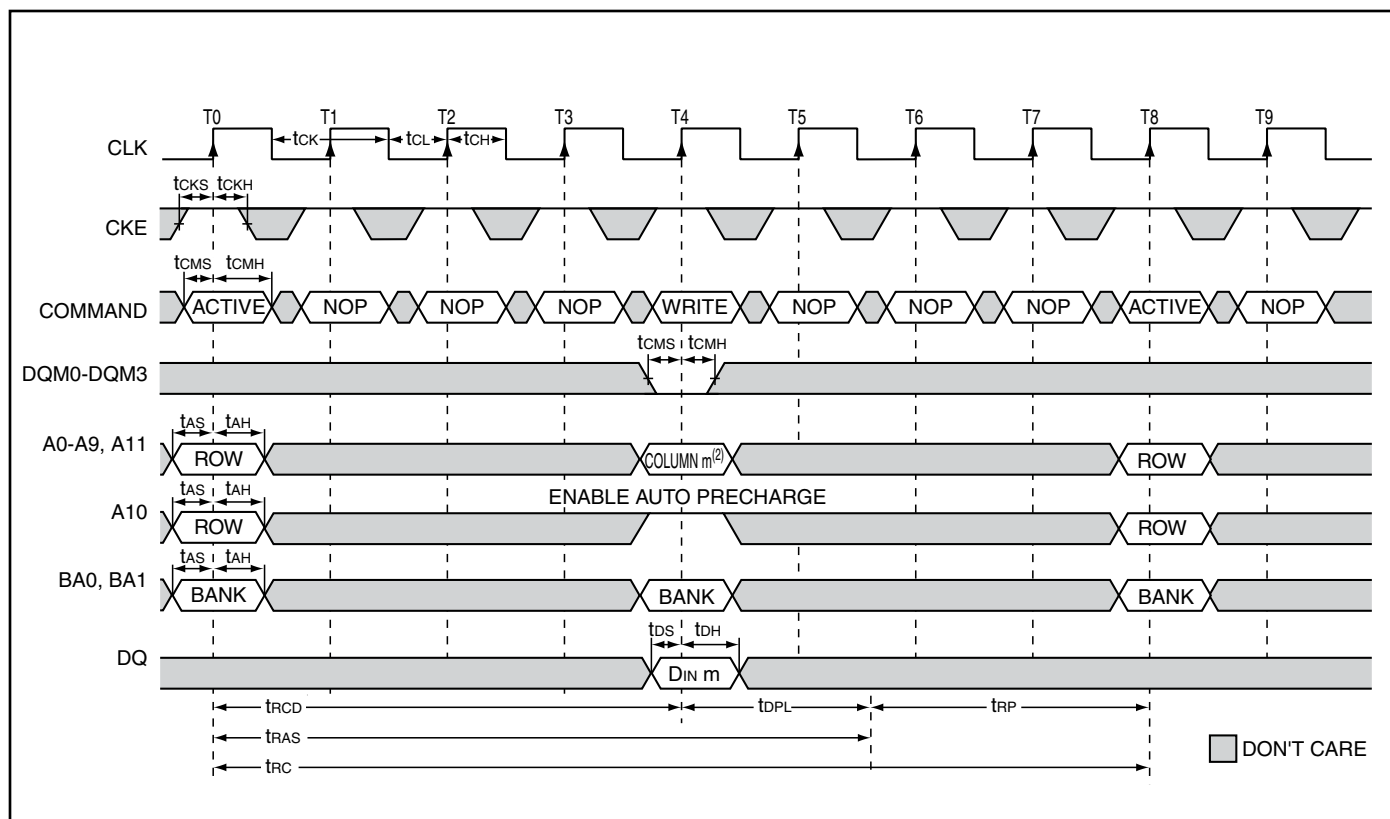 T0 T1 T2 T3 T4 T5 T6 T7 T8 T9
CLK tCK tCL tCH
tCKS tCKH
CKE
tCMS tCMH
COMMAND ACTIVE NOP NOP NOP WRITE NOP NOP NOP ACTIVE NOP
tCMS tCMH
DQM0-DQM3
tAS tAH
A0-A9, A11 ROW COLUMN m(2) ROW
tAS tAH ENABLE AUTO PRECHARGE
A10 ROW ROW
tAS tAH
BA0, BA1 BANK BANK BANK
tDS tDH
DQ DIN m
tRCD tDPL tRP
tRAS
DON'T CARE
tRC